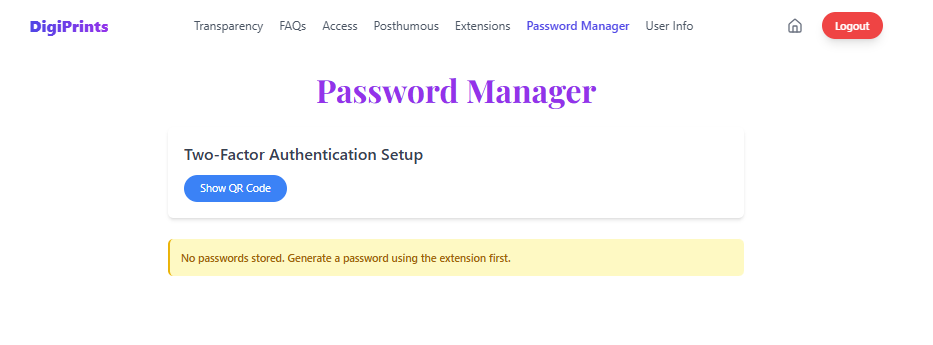 DigiPrints Transparency FAQs Access Posthumous Extensions Password Manager User Info Logout
Password Manager
Two-Factor Authentication Setup
Show QR Code
No passwords stored. Generate a password using the extension first.